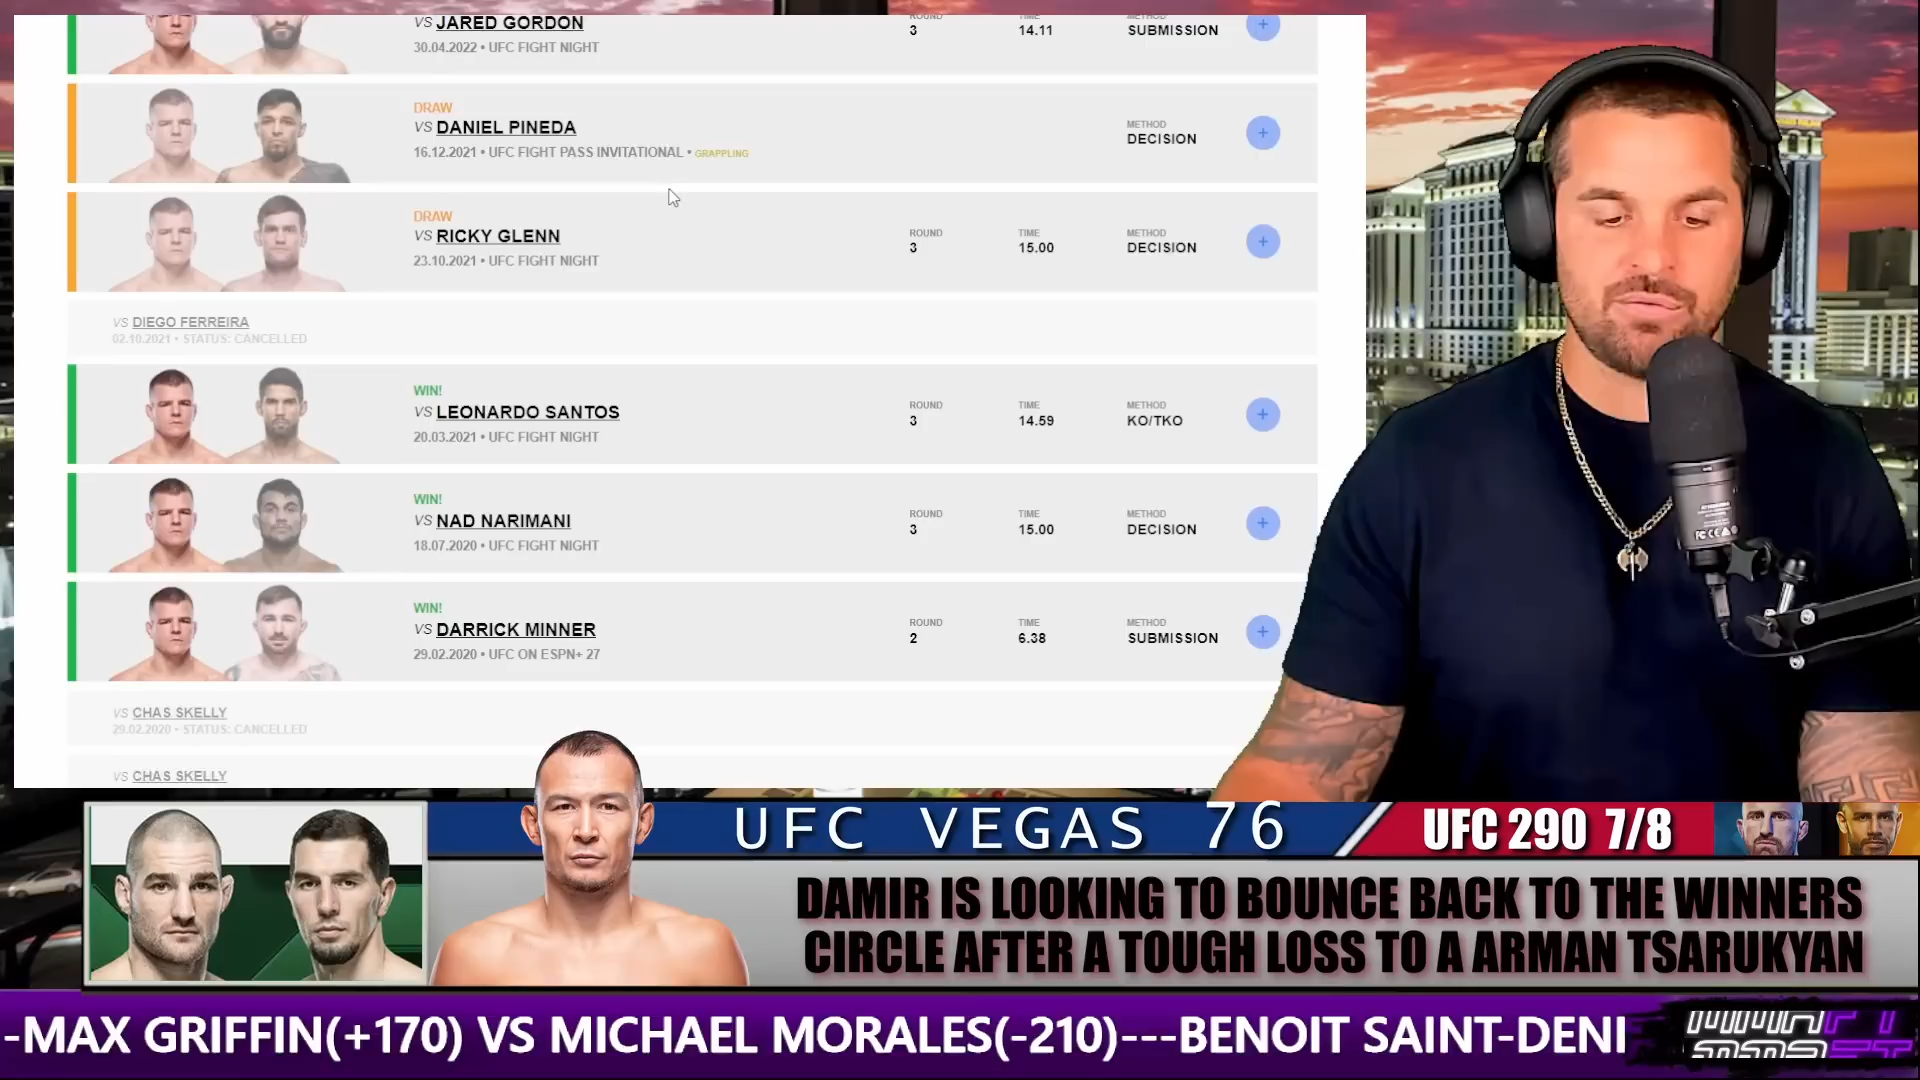 VS JARED GORDON
30.04.2022 • UFC FIGHT NIGHT
ROUND
3
TIME
14.11
METHOD
SUBMISSION
+
DRAW
VS DANIEL PINEDA
16.12.2021 • UFC FIGHT PASS INVITATIONAL • GRAPPLING
METHOD
DECISION
+
DRAW
VS RICKY GLENN
23.10.2021 • UFC FIGHT NIGHT
ROUND
3
TIME
15.00
METHOD
DECISION
+
VS DIEGO FERREIRA
02.10.2021 • STATUS: CANCELLED
WIN!
VS LEONARDO SANTOS
20.03.2021 • UFC FIGHT NIGHT
ROUND
3
TIME
14.59
METHOD
KO/TKO
+
WIN!
VS NAD NARIMANI
18.07.2020 • UFC FIGHT NIGHT
ROUND
3
TIME
15.00
METHOD
DECISION
+
WIN!
VS DARRICK MINNER
29.02.2020 • UFC ON ESPN+ 27
ROUND
2
TIME
6.38
METHOD
SUBMISSION
+
VS CHAS SKELLY
29.02.2020 • STATUS: CANCELLED
VS CHAS SKELLY
UFC VEGAS 76
UFC 290 7/8
DAMIR IS LOOKING TO BOUNCE BACK TO THE WINNERS
CIRCLE AFTER A TOUGH LOSS TO A ARMAN TSARUKYAN
-MAX GRIFFIN(+170) VS MICHAEL MORALES(-210)---BENOIT SAINT-DENI